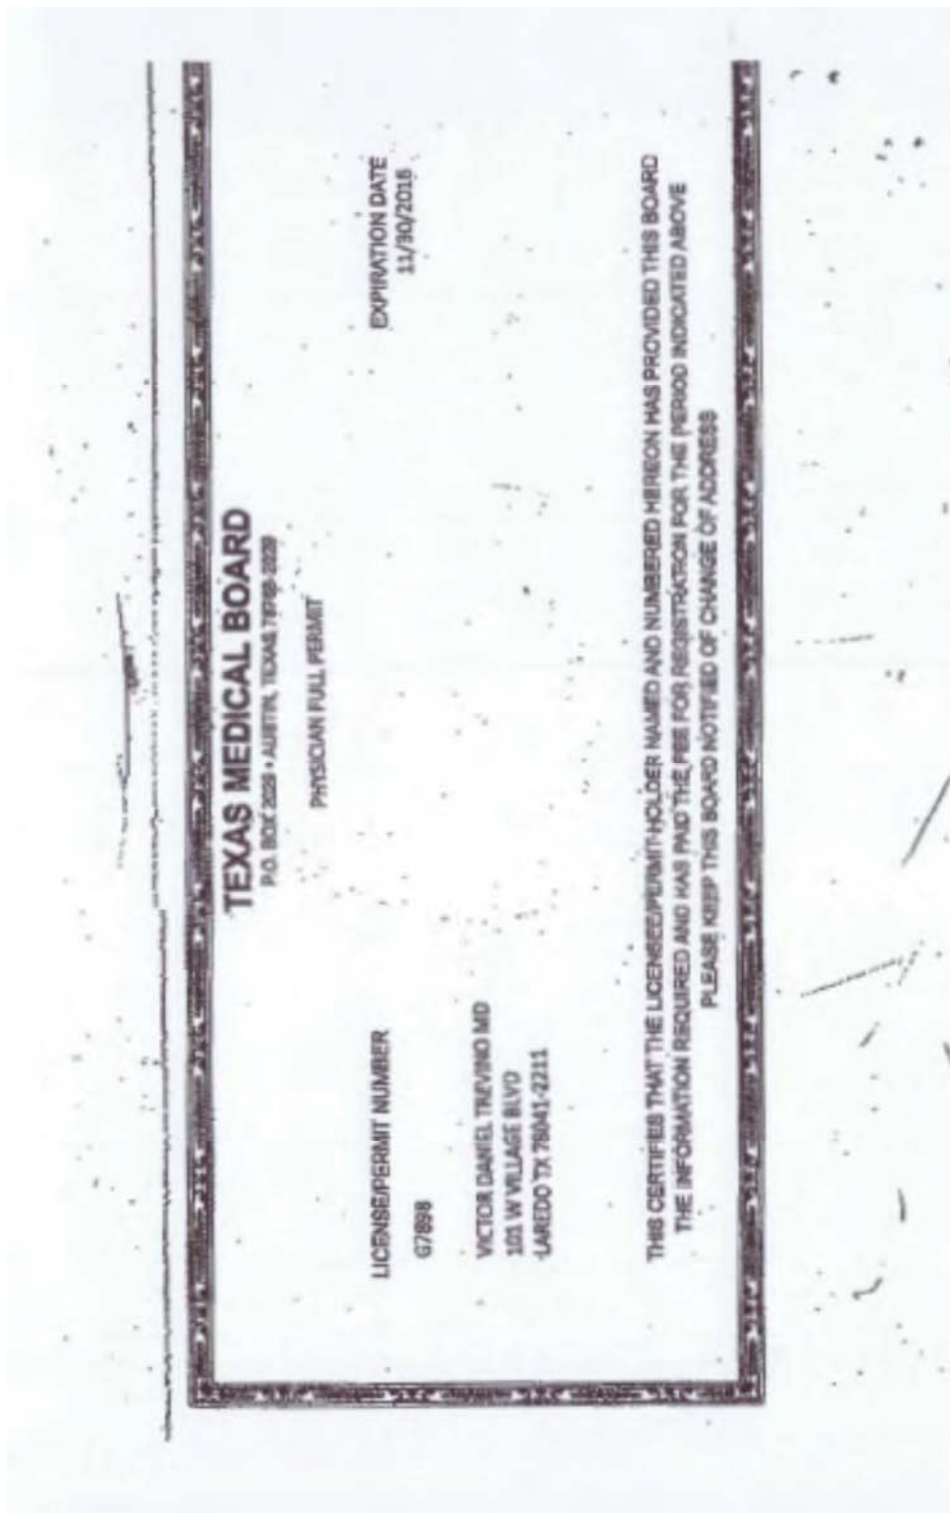 TEXAS MEDICAL BOARD
P.O. BOX 2029 • AUSTIN, TEXAS 78768-2029
PHYSICIAN FULL PERMIT
LICENSE/PERMIT NUMBER
EXPIRATION DATE
G7898
11/30/2016
VICTOR DANIEL TREVINO MD
101 W VILLAGE BLVD
LAREDO TX 78041-2211
THIS CERTIFIES THAT THE LICENSEE/PERMIT-HOLDER NAMED AND NUMBERED HEREON HAS PROVIDED THIS BOARD
THE INFORMATION REQUIRED AND HAS PAID THE FEE FOR REGISTRATION FOR THE PERIOD INDICATED ABOVE
PLEASE KEEP THIS BOARD NOTIFIED OF CHANGE OF ADDRESS